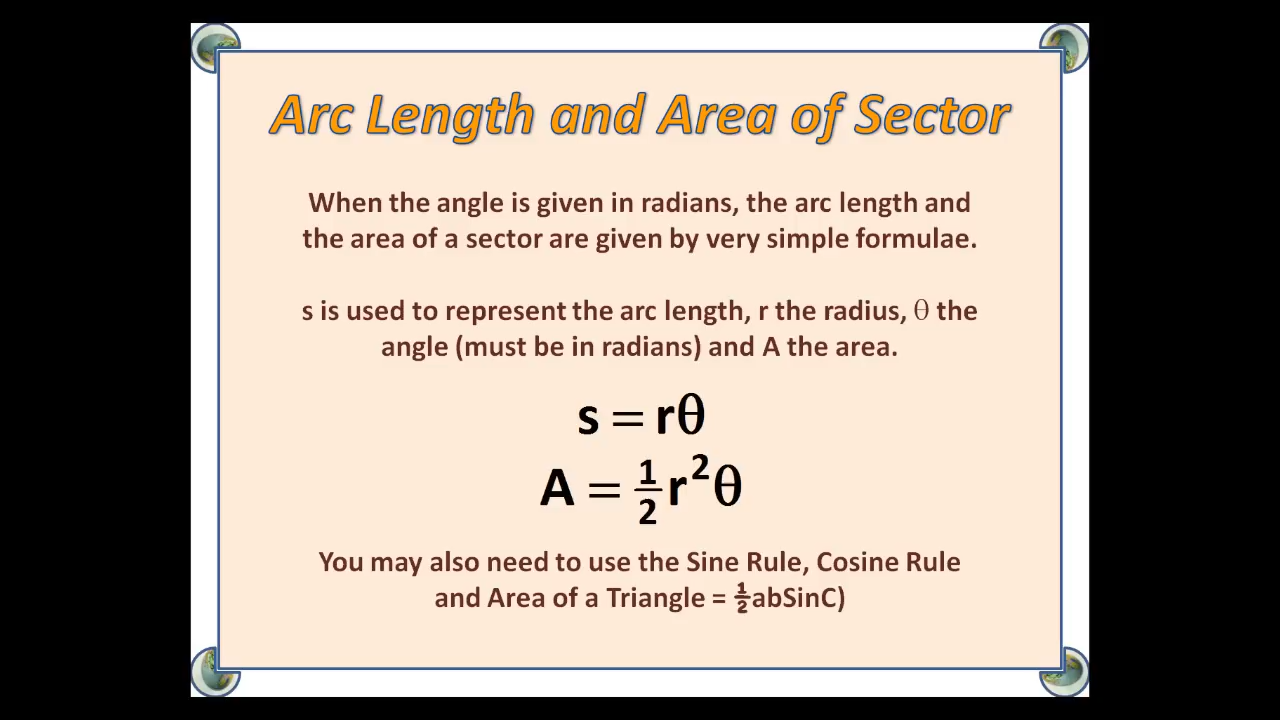 Arc Length and Area of Sector
When the angle is given in radians, the arc length and
the area of a sector are given by very simple formulae.
s is used to represent the arc length, r the radius, θ the
angle (must be in radians) and A the area.
s = rθ
A = ½r²θ
You may also need to use the Sine Rule, Cosine Rule
and Area of a Triangle = ½abSinC)